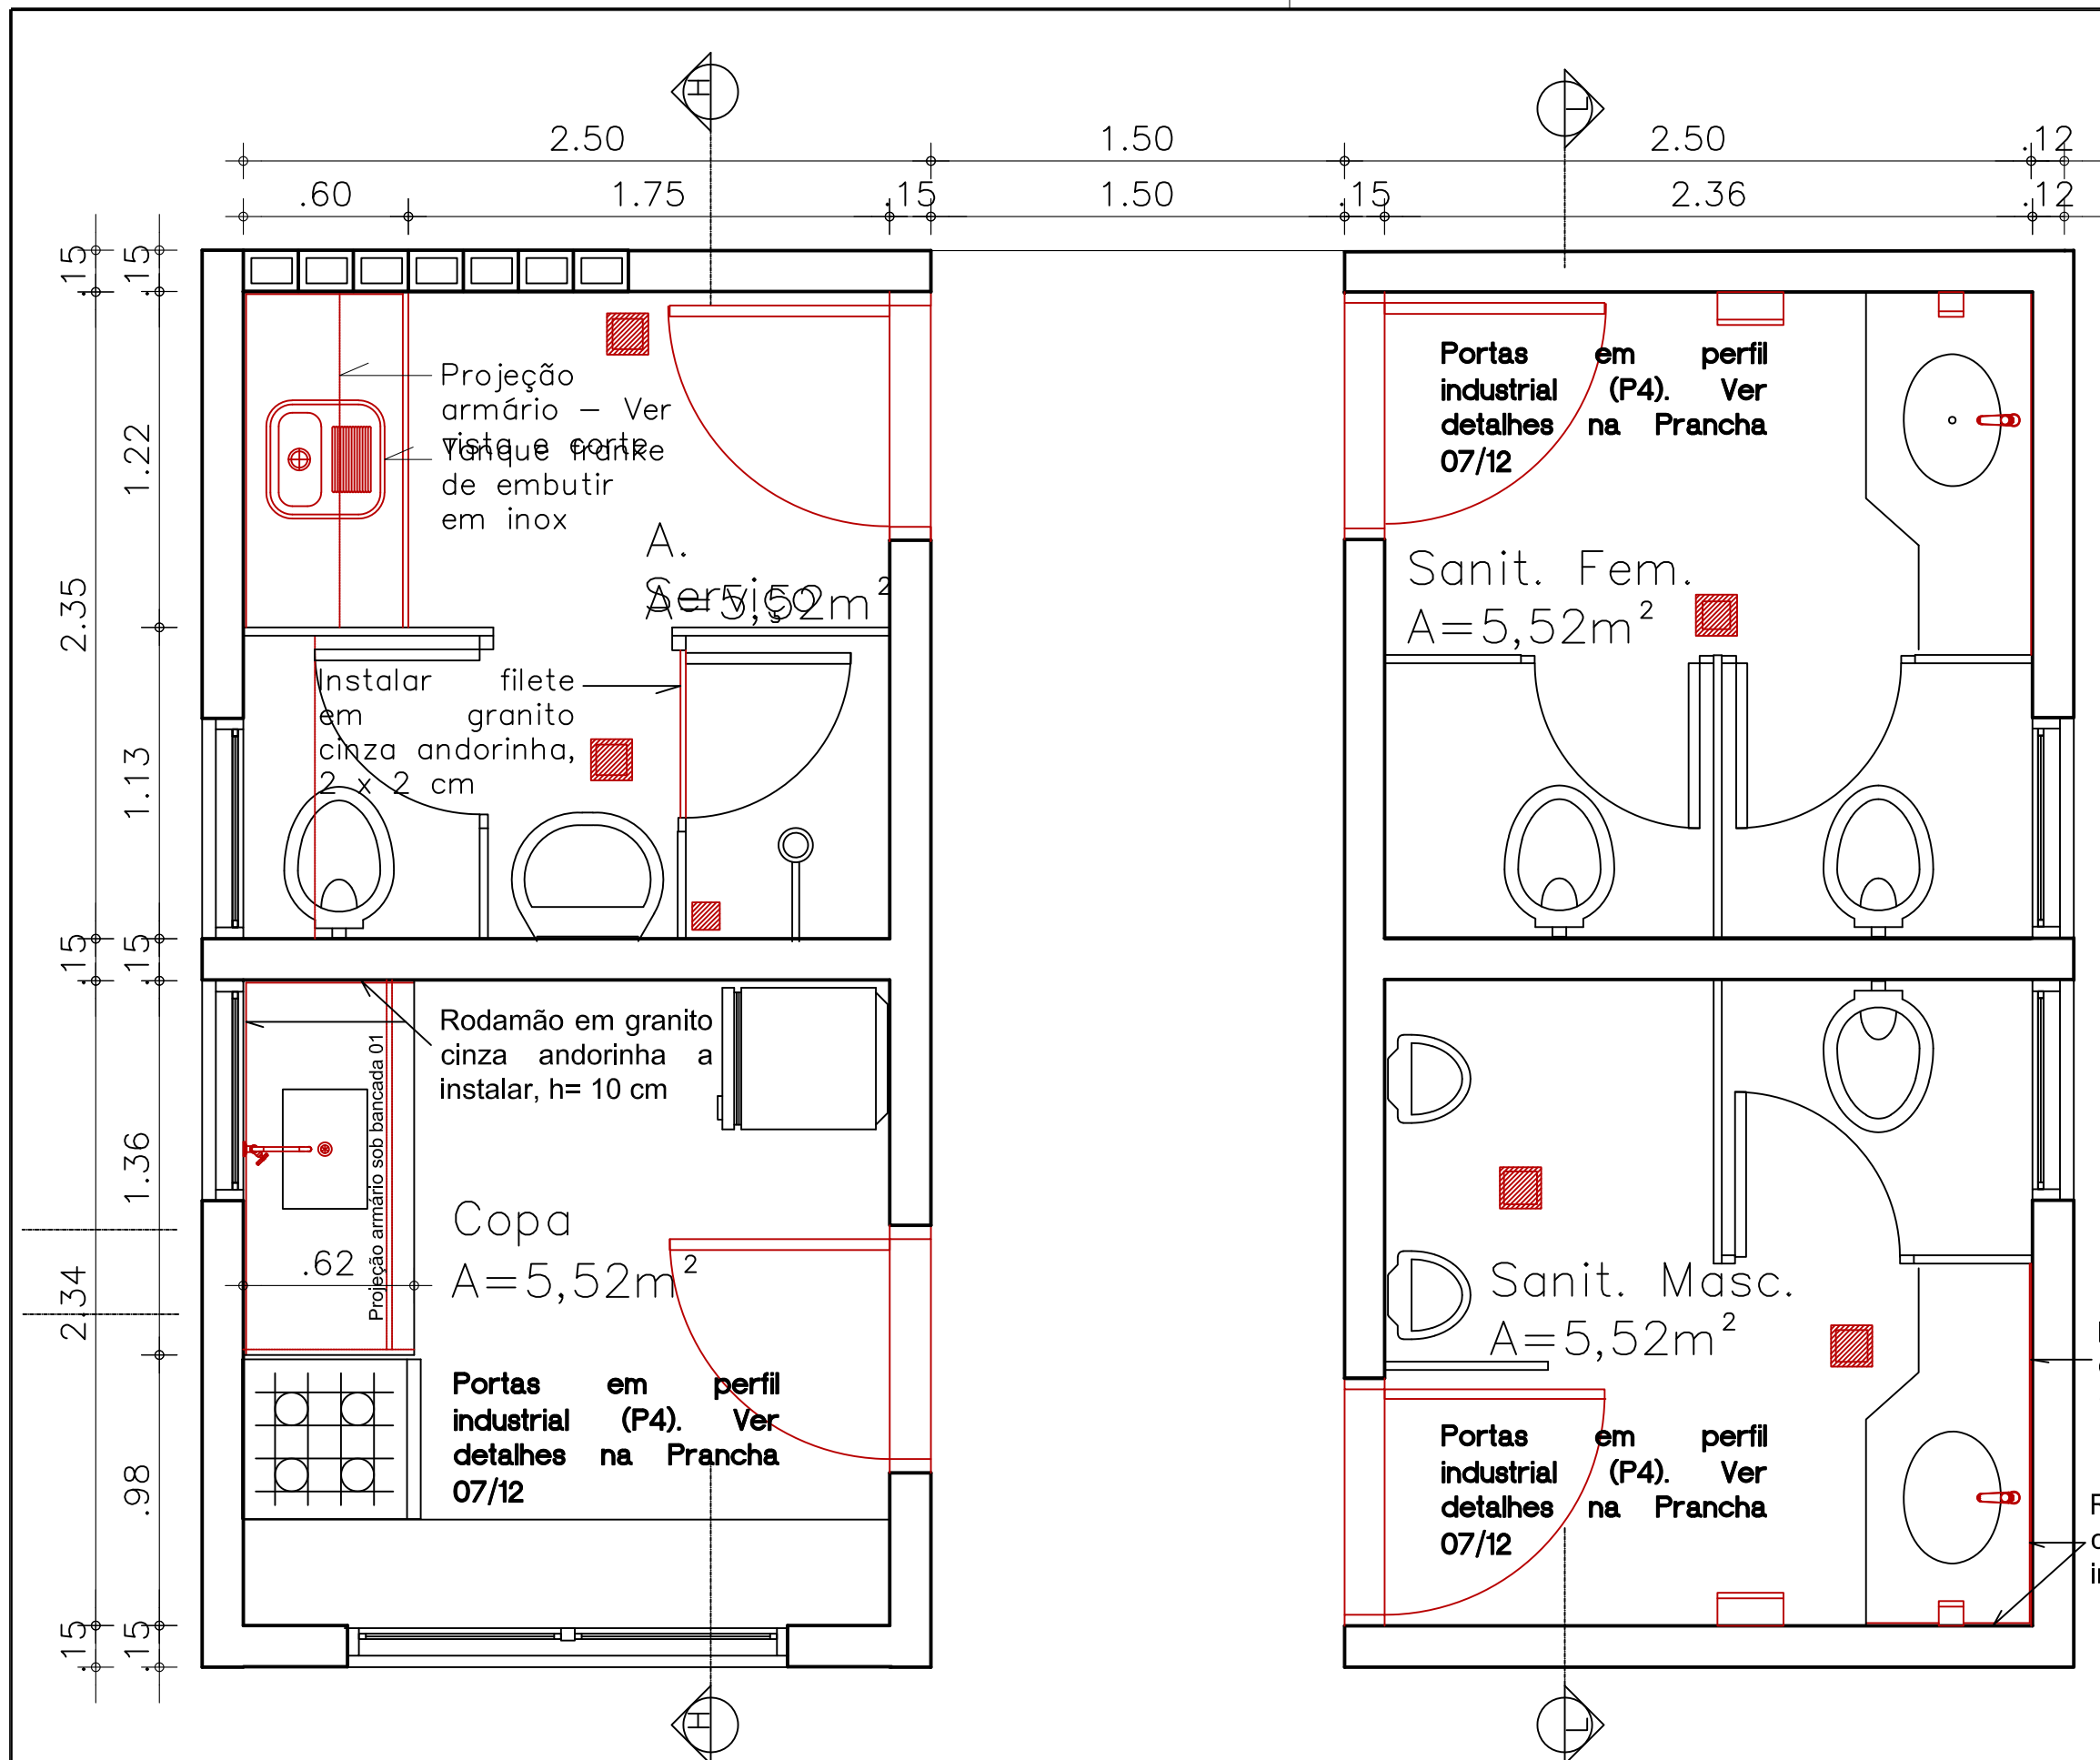 H
L
2.50
1.50
2.50
.12
.60
1.75
.15
1.50
.15
2.36
.12
.15
.15
2.35
1.22
1.13
.15
.15
1.36
2.34
.98
.15
.15
Projeção
armário – Ver
vista e corte
Tanque franke
de embutir
em inox
A.
Serviço
A=5,52m²
Instalar filete
em granito
cinza andorinha,
2 x 2 cm
Portas em perfil
industrial (P4). Ver
detalhes na Prancha
07/12
Sanit. Fem.
A=5,52m²
Rodamão em granito
cinza andorinha a
instalar, h= 10 cm
Projeção armário sob bancada 01
.62
Copa
A=5,52m²
Portas em perfil
industrial (P4). Ver
detalhes na Prancha
07/12
Sanit. Masc.
A=5,52m²
Portas em perfil
industrial (P4). Ver
detalhes na Prancha
07/12
H
L